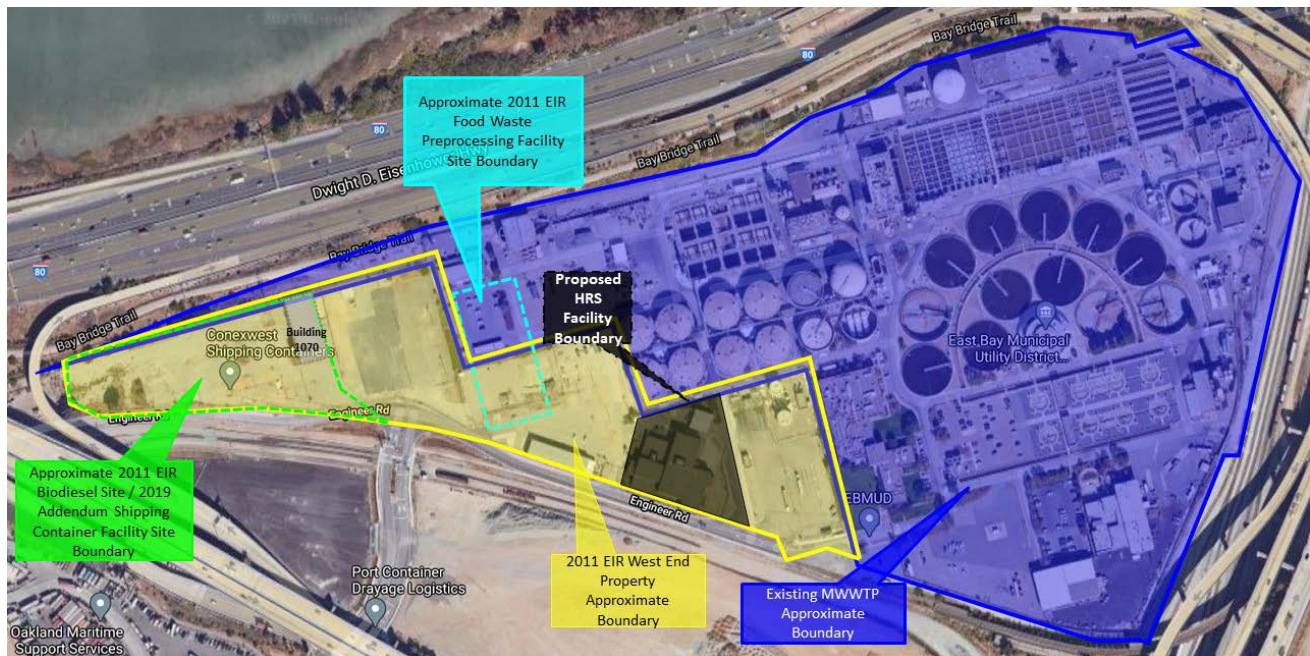 Bay Bridge Trail
80
80
Bay Bridge Trail
Dwight D. Eisenhower Hwy
80
Approximate 2011 EIR
Food Waste
Preprocessing Facility
Site Boundary
Bay Bridge Trail
80
Bay Bridge Trail
Proposed
HRS
Facility
Boundary
Building
1070
Conexwest
Shipping Containers
East Bay Municipal
Utility District...
Engineer Rd
Engineer Rd
Approximate 2011 EIR
Biodiesel Site / 2019
Addendum Shipping
Container Facility Site
Boundary
Engineer Rd
EBMUD
2011 EIR West End
Property
Approximate
Boundary
Existing MWWTP
Approximate
Boundary
Port Container
Drayage Logistics
Oakland Maritime
Support Services